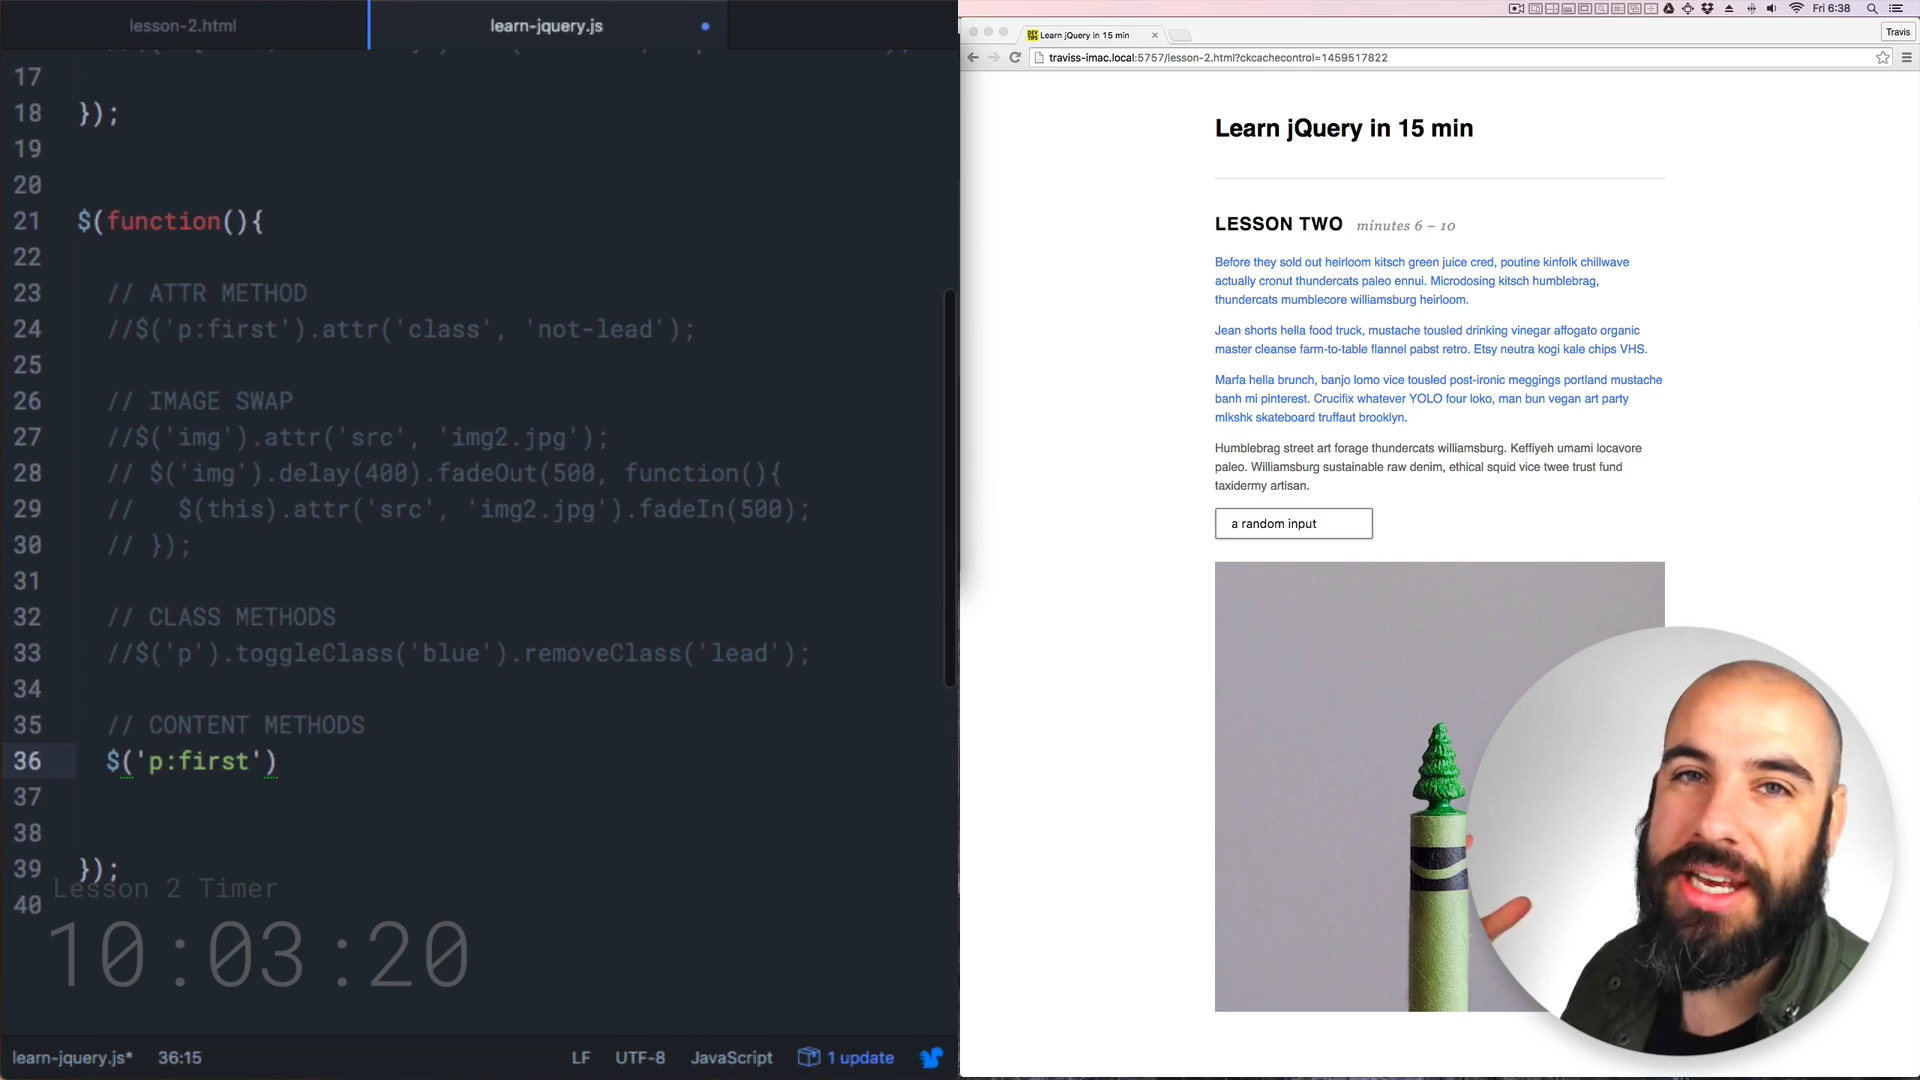 lesson-2.html
learn-jquery.js
17
18 });
19
20
21 $(function(){
22
23 // ATTR METHOD
24 //$('p:first').attr('class', 'not-lead');
25
26 // IMAGE SWAP
27 //$('img').attr('src', 'img2.jpg');
28 // $('img').delay(400).fadeOut(500, function(){
29 //   $(this).attr('src', 'img2.jpg').fadeIn(500);
30 // });
31
32 // CLASS METHODS
33 //$('p').toggleClass('blue').removeClass('lead');
34
35 // CONTENT METHODS
36 $('p:first')
37
38
39 });
40
Lesson 2 Timer
10:03:20
learn-jquery.js* 36:15 LF UTF-8 JavaScript 1 update
Fri 6:38
DEV TIPS Learn jQuery in 15 min
Travis
traviss-imac.local:5757/lesson-2.html?ckcachecontrol=1459517822
Learn jQuery in 15 min
LESSON TWO minutes 6 – 10
Before they sold out heirloom kitsch green juice cred, poutine kinfolk chillwave
actually cronut thundercats paleo ennui. Microdosing kitsch humblebrag,
thundercats mumblecore williamsburg heirloom.
Jean shorts hella food truck, mustache tousled drinking vinegar affogato organic
master cleanse farm-to-table flannel pabst retro. Etsy neutra kogi kale chips VHS.
Marfa hella brunch, banjo lomo vice tousled post-ironic meggings portland mustache
banh mi pinterest. Crucifix whatever YOLO four loko, man bun vegan art party
mlkshk skateboard truffaut brooklyn.
Humblebrag street art forage thundercats williamsburg. Keffiyeh umami locavore
paleo. Williamsburg sustainable raw denim, ethical squid vice twee trust fund
taxidermy artisan.
a random input